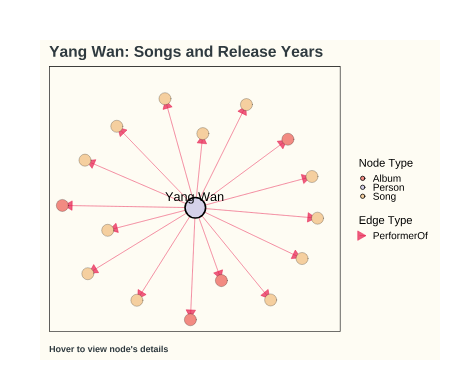 Yang Wan: Songs and Release Years
Yang Wan
Node Type
Album
Person
Song
Edge Type
PerformerOf
Hover to view node's details